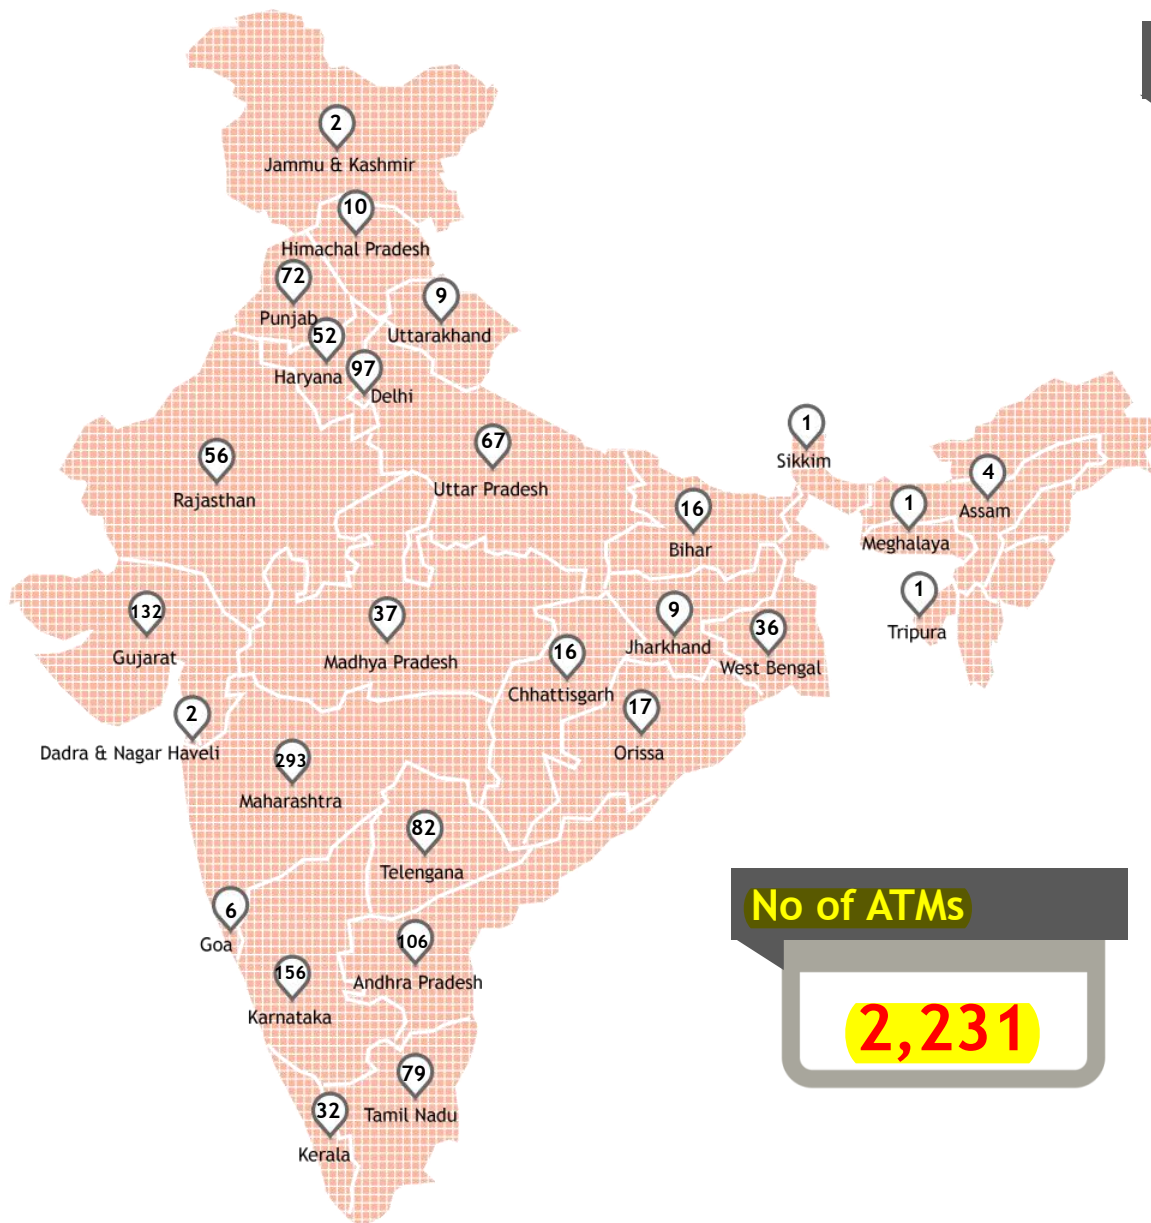 2
Jammu & Kashmir
10
Himachal Pradesh
72
Punjab
9
Uttarakhand
52
Haryana
97
Delhi
67
Uttar Pradesh
56
Rajasthan
1
Sikkim
4
Assam
1
Meghalaya
16
Bihar
1
Tripura
132
Gujarat
37
Madhya Pradesh
9
Jharkhand
36
West Bengal
16
Chhattisgarh
17
Orissa
2
Dadra & Nagar Haveli
293
Maharashtra
82
Telengana
6
Goa
106
Andhra Pradesh
156
Karnataka
79
Tamil Nadu
32
Kerala
No of ATMs
2,231